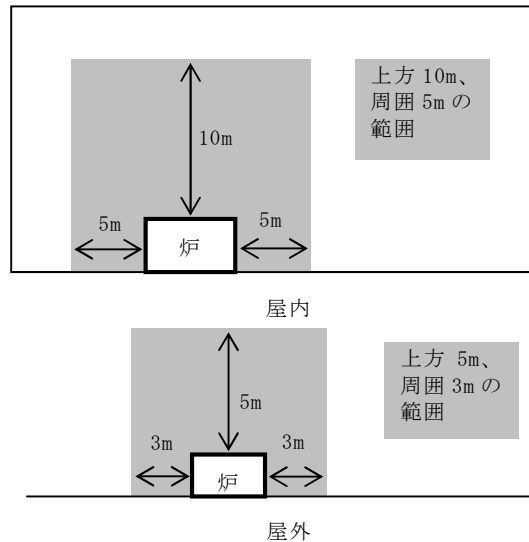 上方 10m、
周囲 5m の
範囲
10m
5m
5m
炉
屋内
上方 5m、
周囲 3m の
範囲
5m
3m
3m
炉
屋外